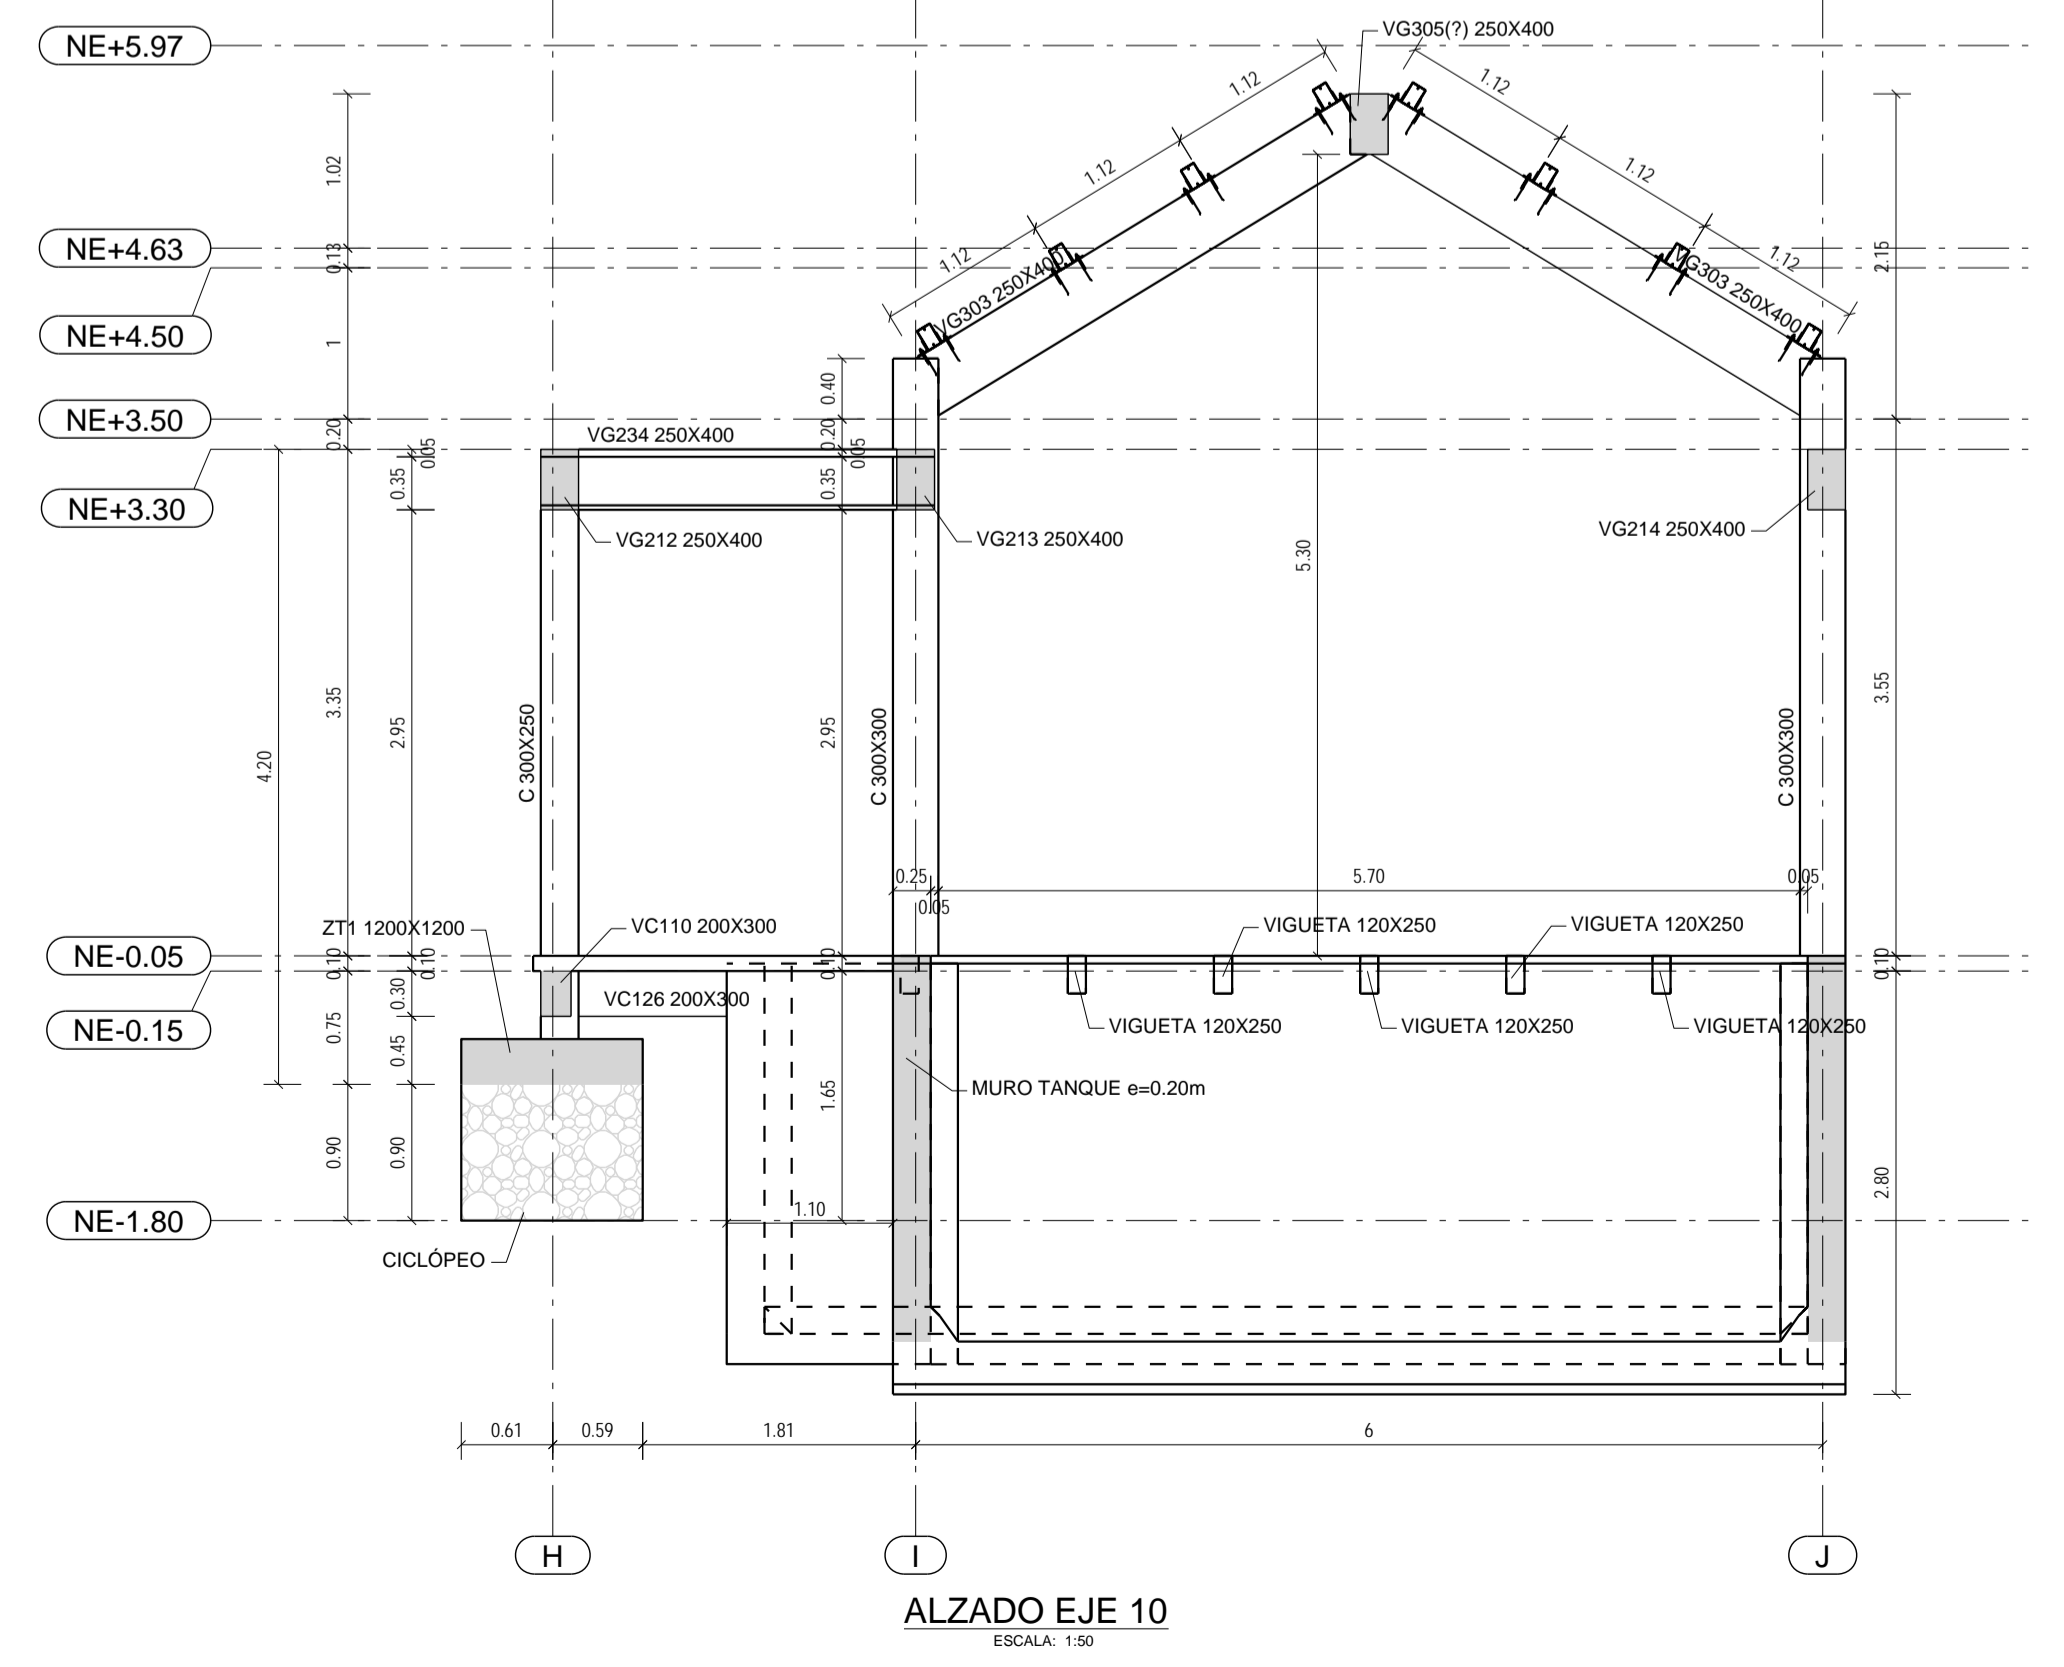 VG305(?) 250X400
NE+5.97
1.12
1.12
1.12
1.12
1.12
1.12
1.02
NE+4.63
0.13
2.15
VG303 250X400
VG303 250X400
NE+4.50
1
0.40
NE+3.50
0.20
0.20
VG234 250X400
0.05
0.05
0.35
0.35
NE+3.30
VG212 250X400
VG213 250X400
VG214 250X400
5.30
3.35
2.95
2.95
3.55
4.20
C 300X250
C 300X300
C 300X300
0.25
5.70
0.05
0.05
ZT1 1200X1200
VC110 200X300
VIGUETA 120X250
VIGUETA 120X250
NE-0.05
0.10
0.10
0.10
0.10
0.30
VC126 200X300
NE-0.15
0.75
0.45
VIGUETA 120X250
VIGUETA 120X250
VIGUETA 120X250
MURO TANQUE e=0.20m
1.65
0.90
0.90
2.80
1.10
NE-1.80
CICLÓPEO
0.61
0.59
1.81
6
H
I
J
ALZADO EJE 10
ESCALA: 1:50